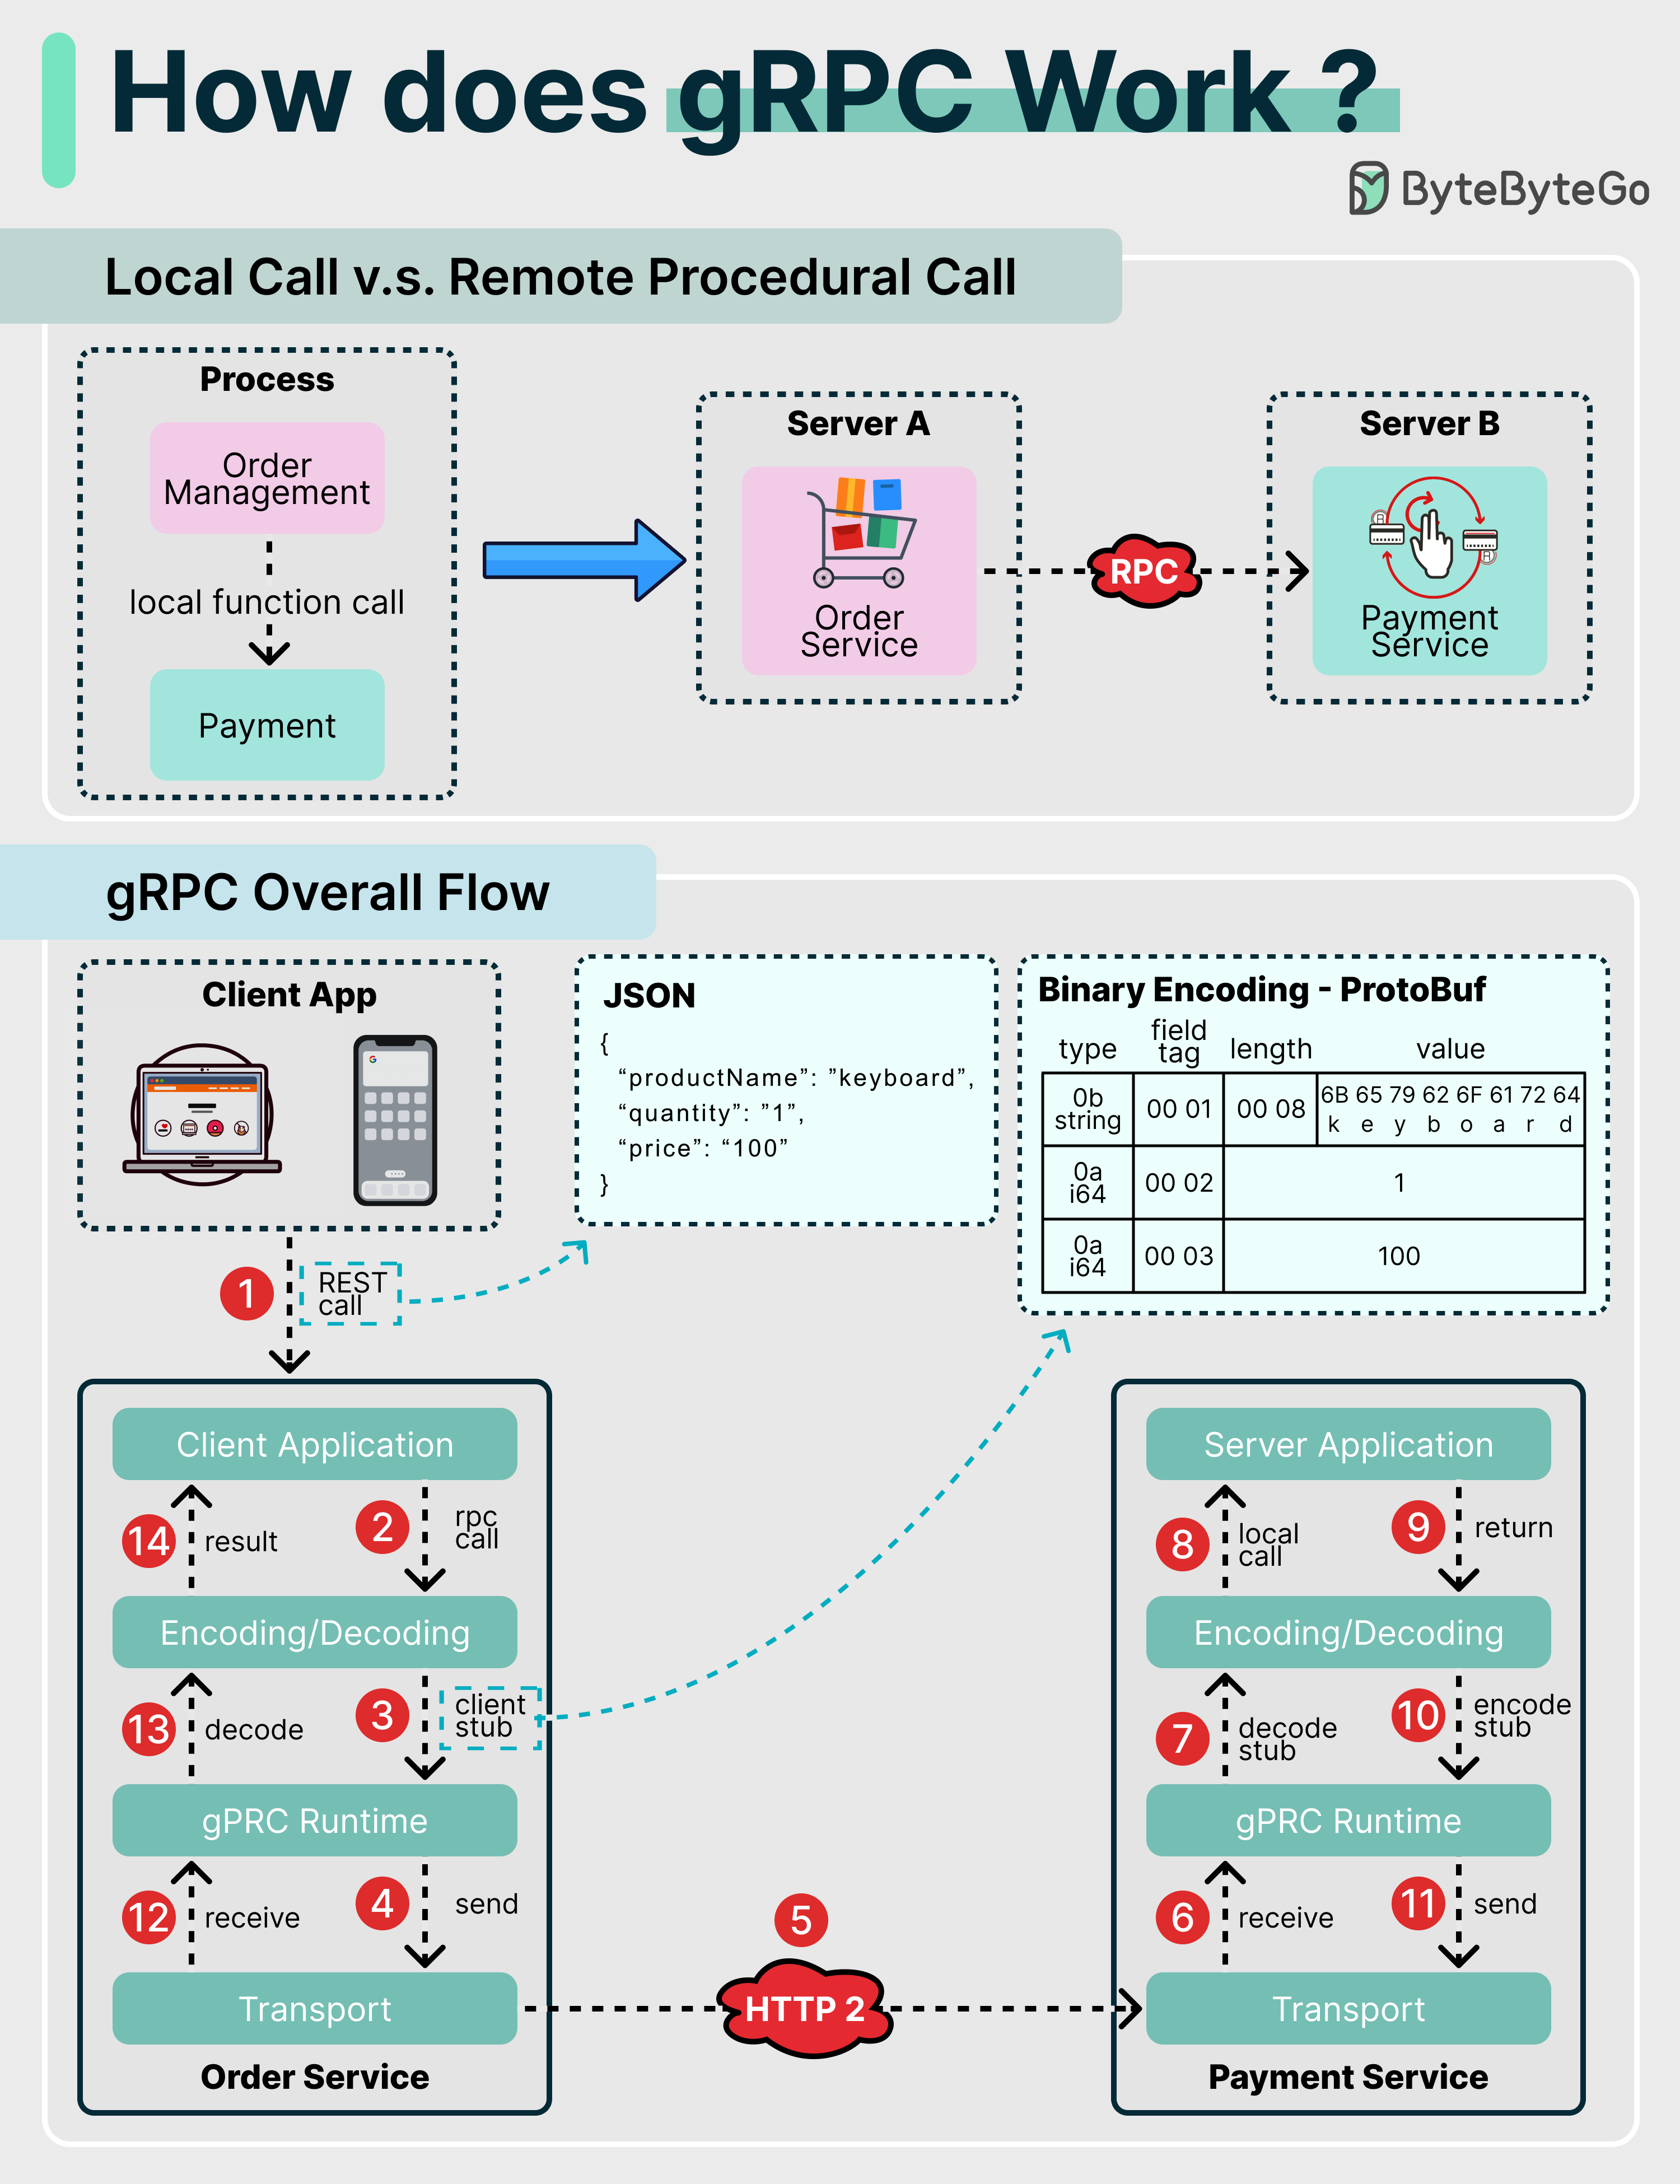 How does gRPC Work ?
ByteByteGo
Local Call v.s. Remote Procedural Call
Process
Order
Management
local function call
Payment
Server A
Order
Service
RPC
Server B
Payment
Service
gRPC Overall Flow
Client App
JSON
{
“productName”: ”keyboard”,
“quantity”: ”1”,
“price”: “100”
}
Binary Encoding - ProtoBuf
type
field
tag
length
value
0b
string
00 01
00 08
6B 65 79 62 6F 61 72 64
k e y b o a r d
0a
i64
00 02
1
0a
i64
00 03
100
1
REST
call
Client Application
14
result
2
rpc
call
Encoding/Decoding
13
decode
3
client
stub
gPRC Runtime
12
receive
4
send
Transport
Order Service
5
HTTP 2
Server Application
8
local
call
9
return
Encoding/Decoding
7
decode
stub
10
encode
stub
gPRC Runtime
6
receive
11
send
Transport
Payment Service